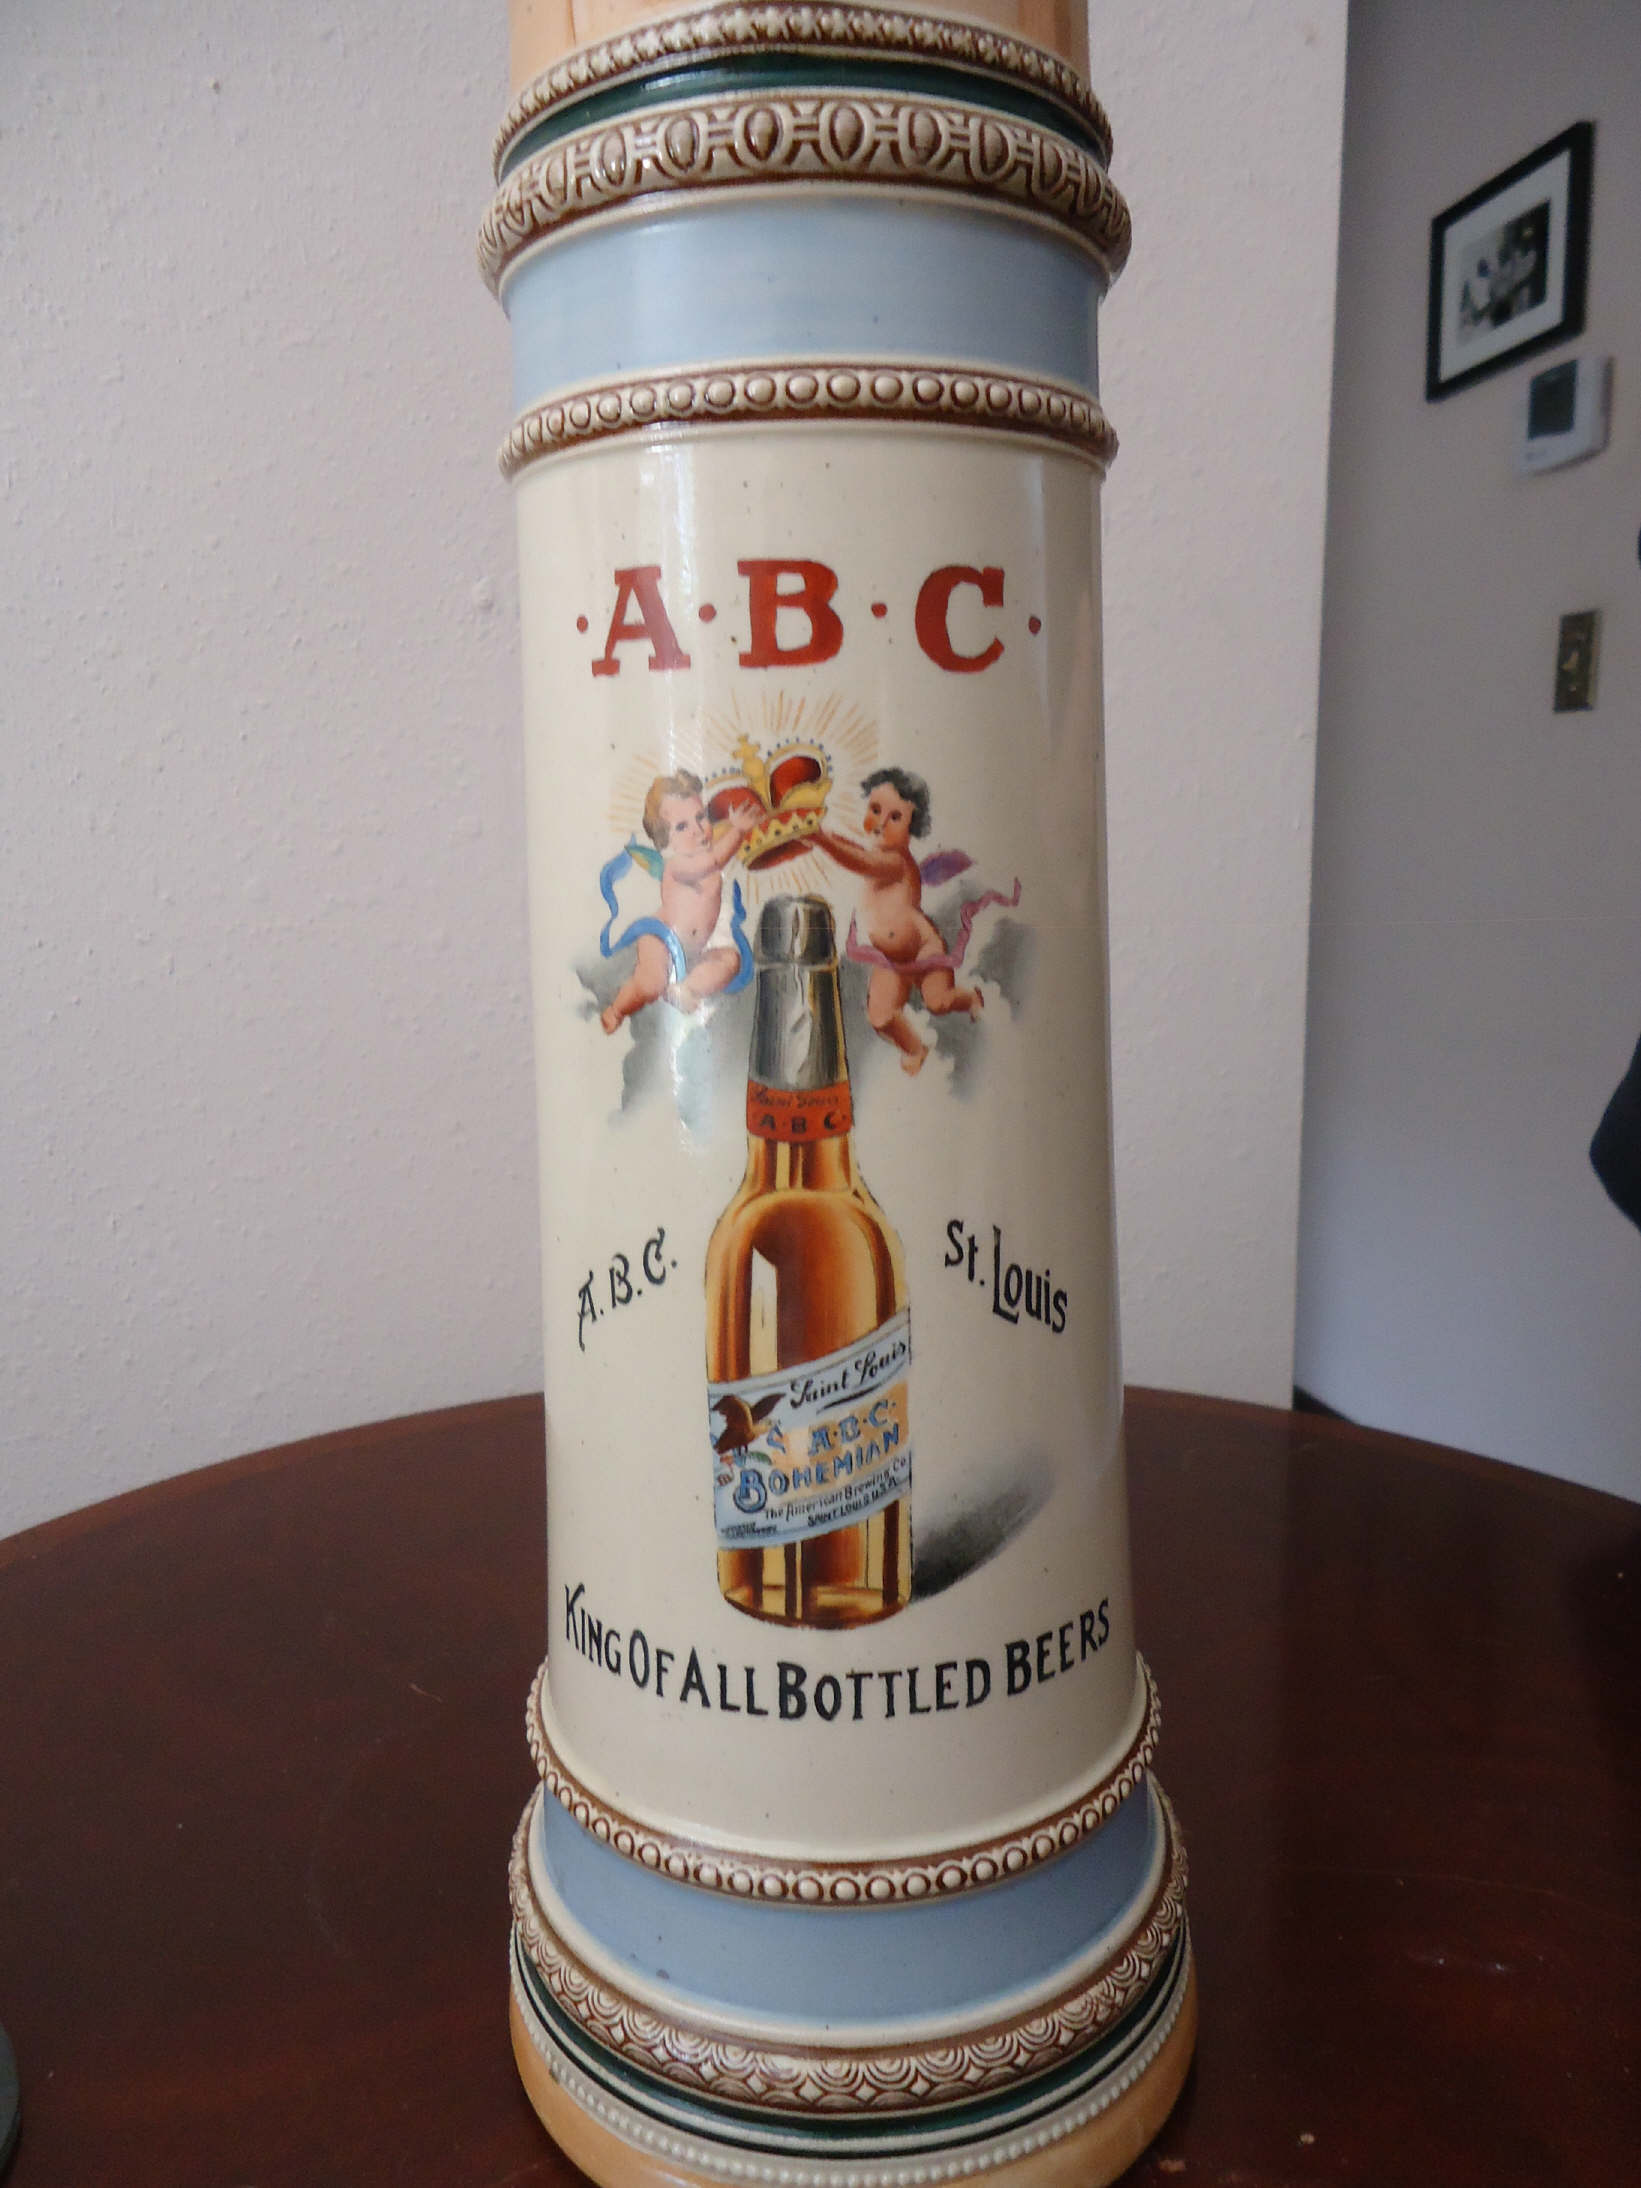 ·A·B·C·
Saint Louis
A·B·C·
A.B.C.
St. Louis
Saint Louis
A·B·C·
BOHEMIAN
The American Brewing Co.
SAINT LOUIS U.S.A.
KING OF ALL BOTTLED BEERS